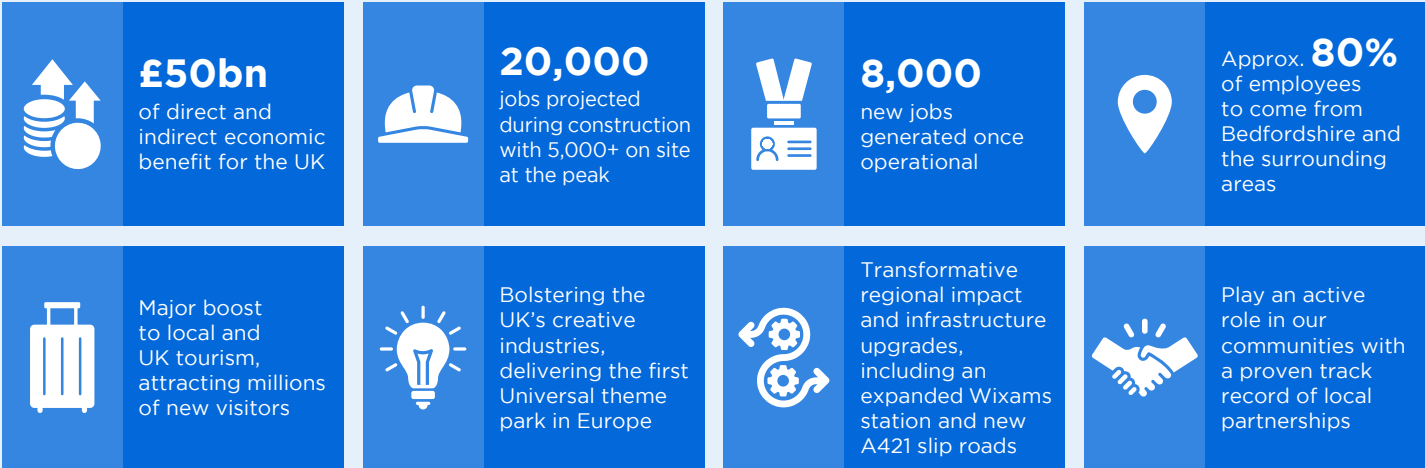 £50bn
of direct and
indirect economic
benefit for the UK
20,000
jobs projected
during construction
with 5,000+ on site
at the peak
8,000
new jobs
generated once
operational
Approx. 80%
of employees
to come from
Bedfordshire and
the surrounding
areas
Major boost
to local and
UK tourism,
attracting millions
of new visitors
Bolstering the
UK’s creative
industries,
delivering the first
Universal theme
park in Europe
Transformative
regional impact
and infrastructure
upgrades,
including an
expanded Wixams
station and new
A421 slip roads
Play an active
role in our
communities with
a proven track
record of local
partnerships